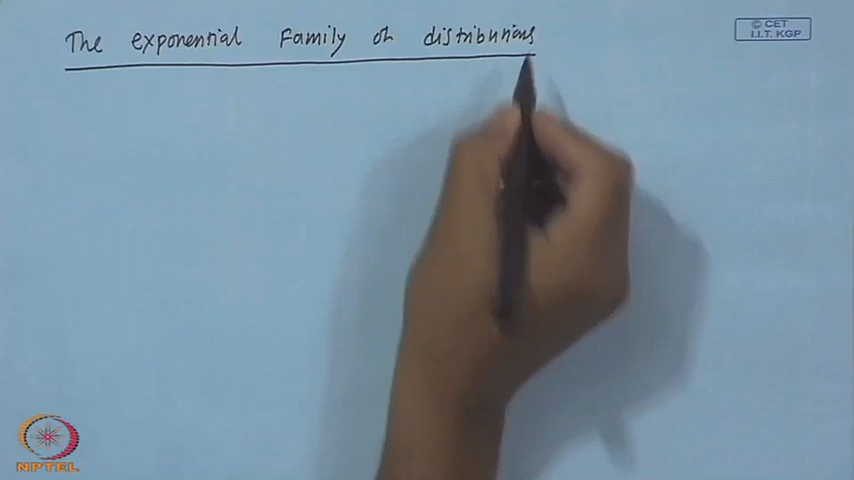 The exponential Family of distributions
© CET
I.I.T. KGP
NPTEL